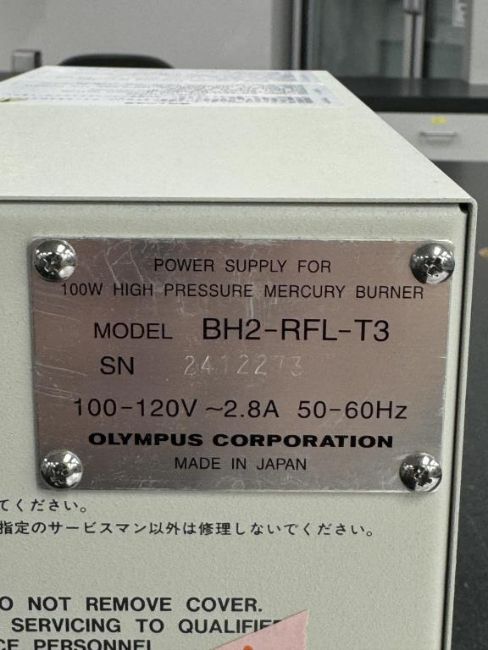 POWER SUPPLY FOR
100W HIGH PRESSURE MERCURY BURNER
MODEL BH2-RFL-T3
SN 2412273
100-120V ~2.8A 50-60Hz
OLYMPUS CORPORATION
MADE IN JAPAN
てください。
指定のサービスマン以外は修理しないでください。
O NOT REMOVE COVER.
SERVICING TO QUALIFIE
CE PERSONNEL